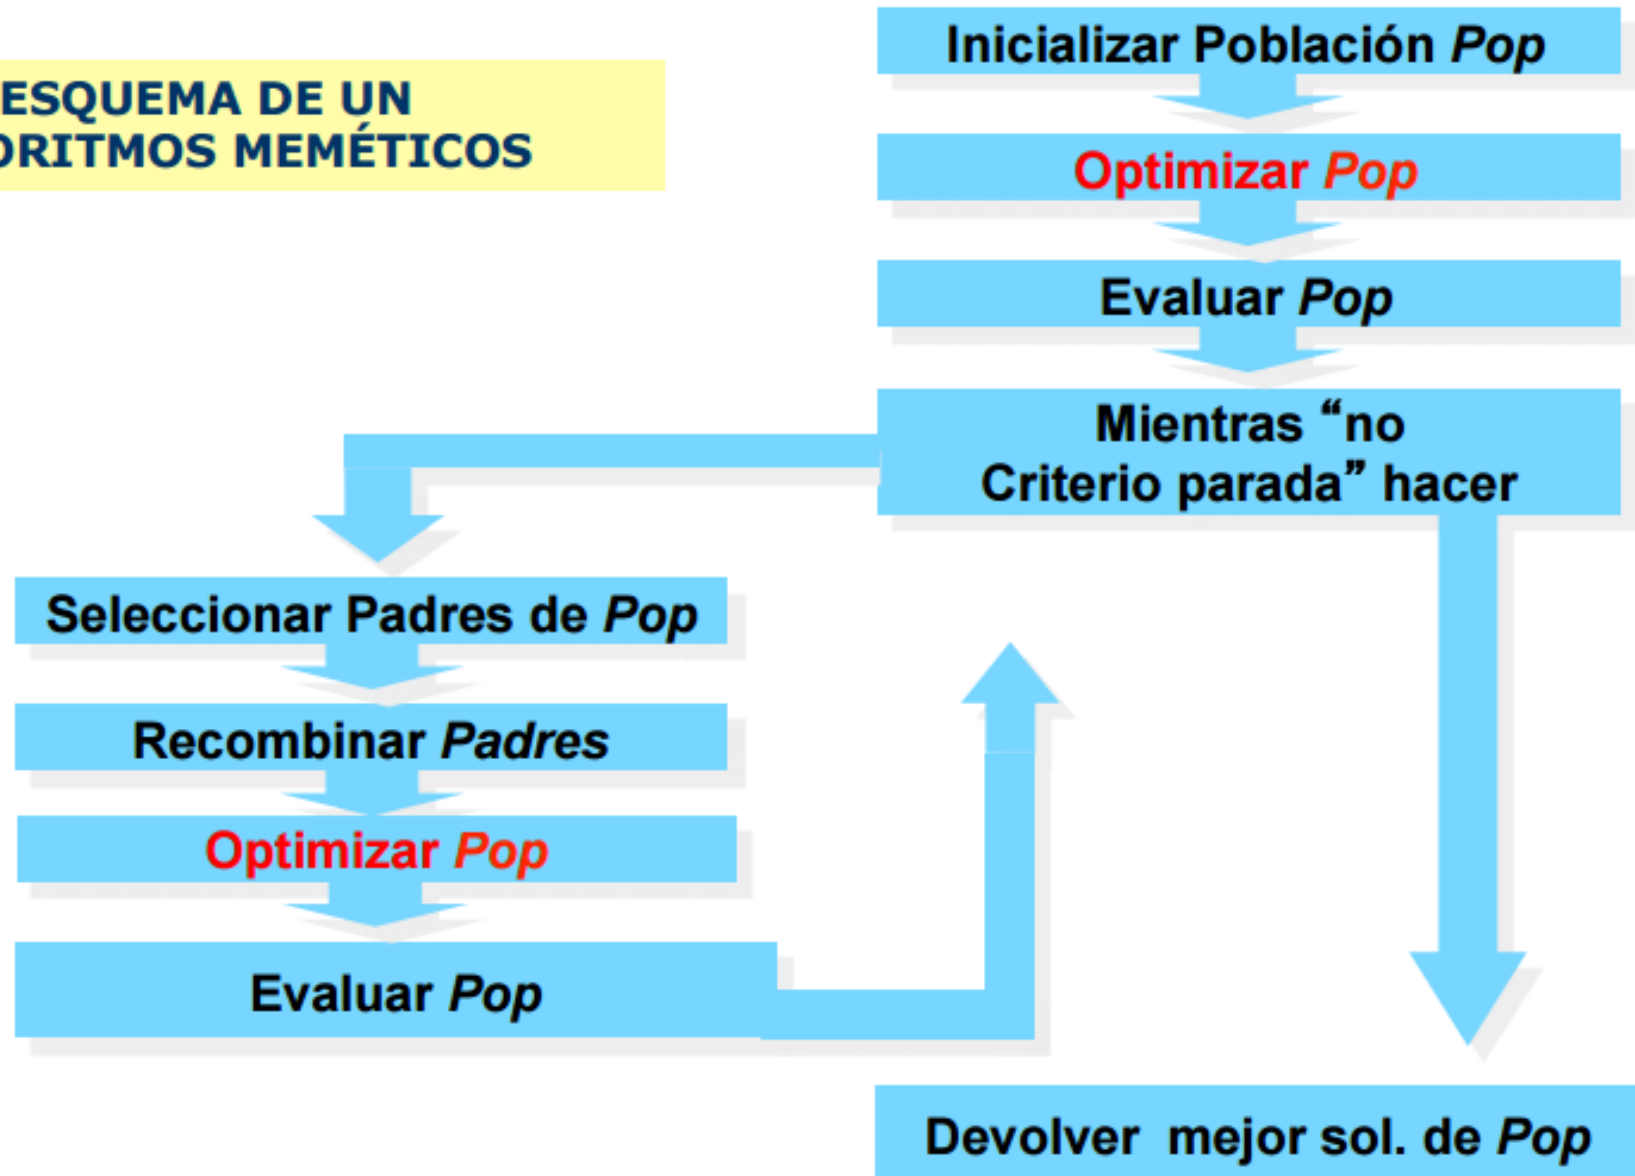 ESQUEMA DE UN
ORITMOS MEMÉTICOS
Inicializar Población Pop
Optimizar Pop
Evaluar Pop
Mientras “no
Criterio parada” hacer
Seleccionar Padres de Pop
Recombinar Padres
Optimizar Pop
Evaluar Pop
Devolver mejor sol. de Pop